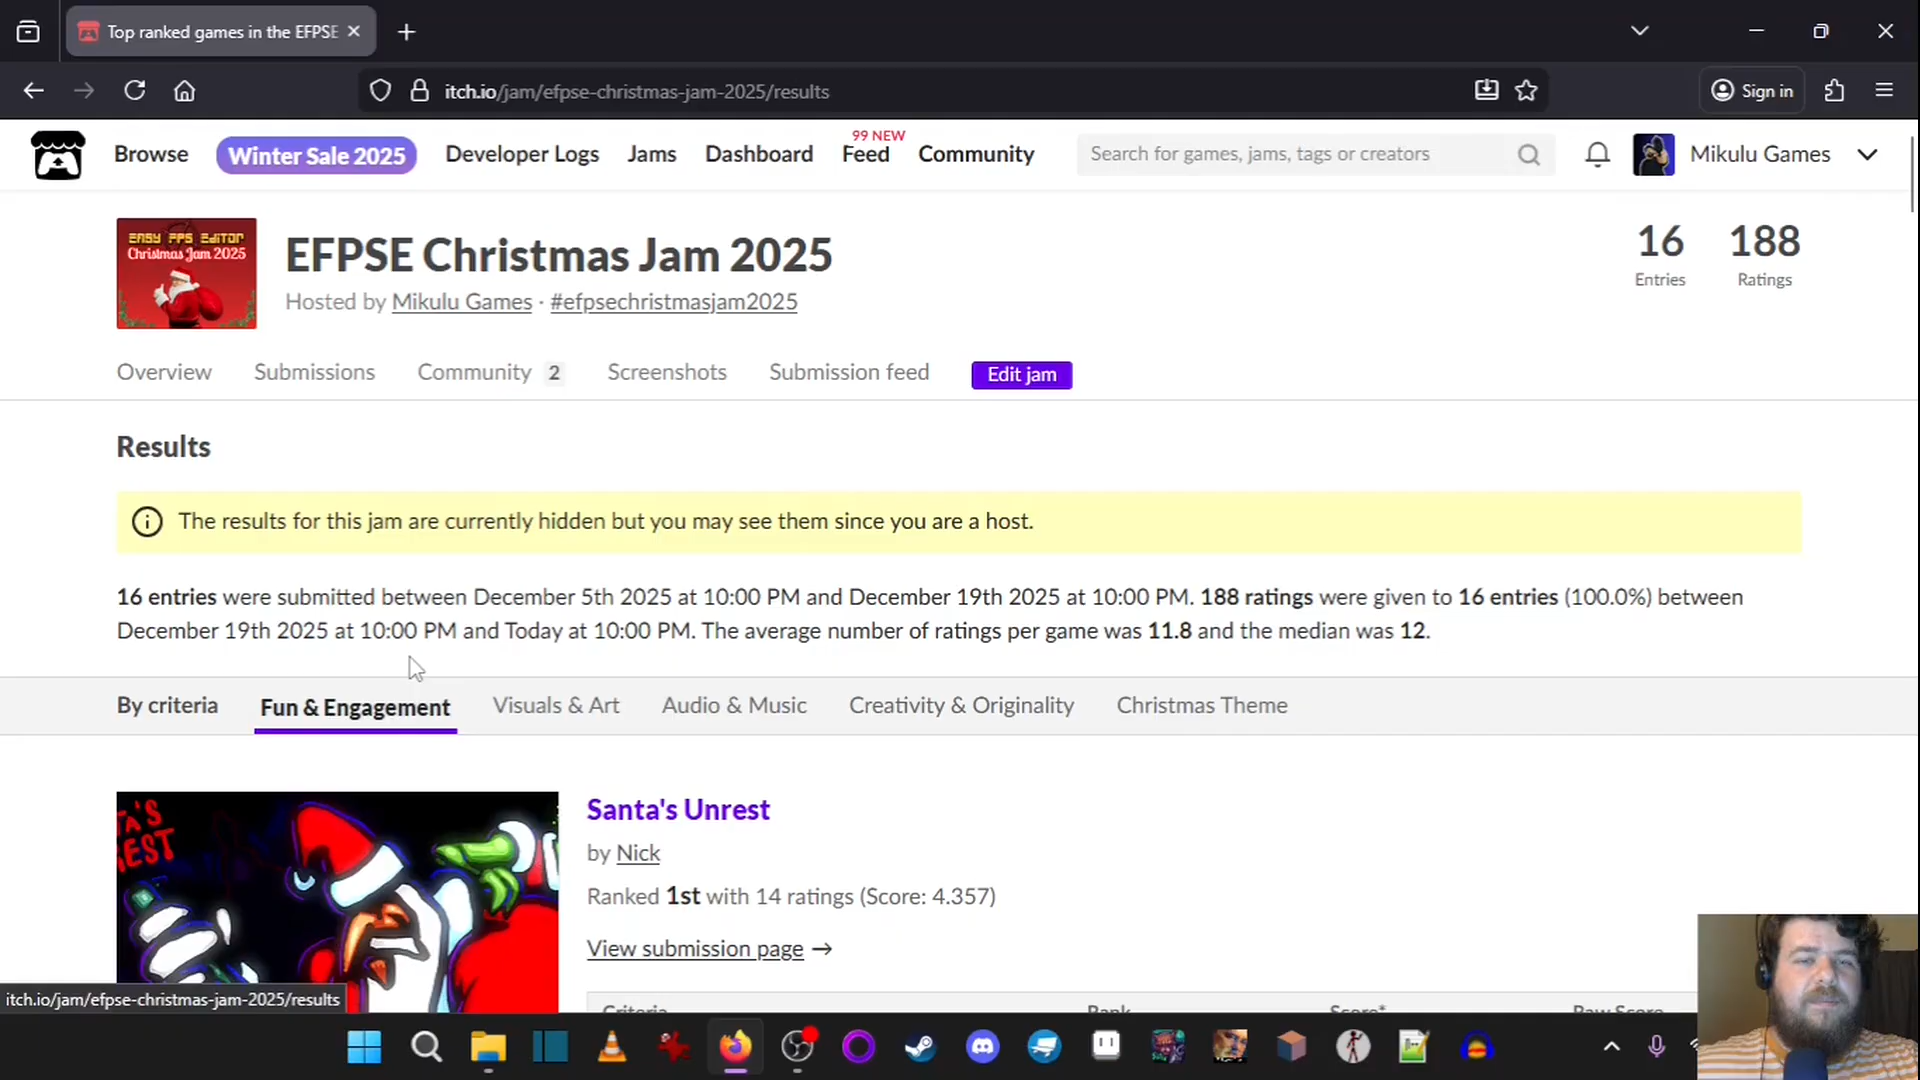 Top ranked games in the EFPSE
itch.io/jam/efpse-christmas-jam-2025/results
Sign in
Browse
Winter Sale 2025
Developer Logs
Jams
Dashboard
99 NEW
Feed
Community
Search for games, jams, tags or creators
Mikulu Games
EASY FPS EDITOR
Christmas Jam 2025
EFPSE Christmas Jam 2025
Hosted by Mikulu Games · #efpsechristmasjam2025
16
Entries
188
Ratings
Overview
Submissions
Community 2
Screenshots
Submission feed
Edit jam
Results
The results for this jam are currently hidden but you may see them since you are a host.
16 entries were submitted between December 5th 2025 at 10:00 PM and December 19th 2025 at 10:00 PM. 188 ratings were given to 16 entries (100.0%) between
December 19th 2025 at 10:00 PM and Today at 10:00 PM. The average number of ratings per game was 11.8 and the median was 12.
By criteria
Fun & Engagement
Visuals & Art
Audio & Music
Creativity & Originality
Christmas Theme
Santa's Unrest
by Nick
Ranked 1st with 14 ratings (Score: 4.357)
View submission page →
Criteria
Rank
Score*
Raw Score
itch.io/jam/efpse-christmas-jam-2025/results